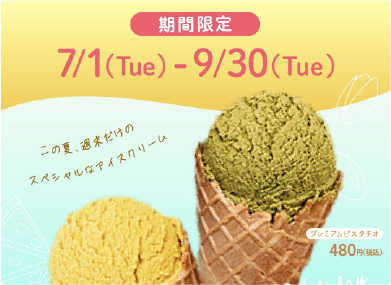 期間限定
7/1(Tue) - 9/30(Tue)
この夏、週末だけの
スペシャルなアイスクリーム
プレミアムピスタチオ
480円(税込)